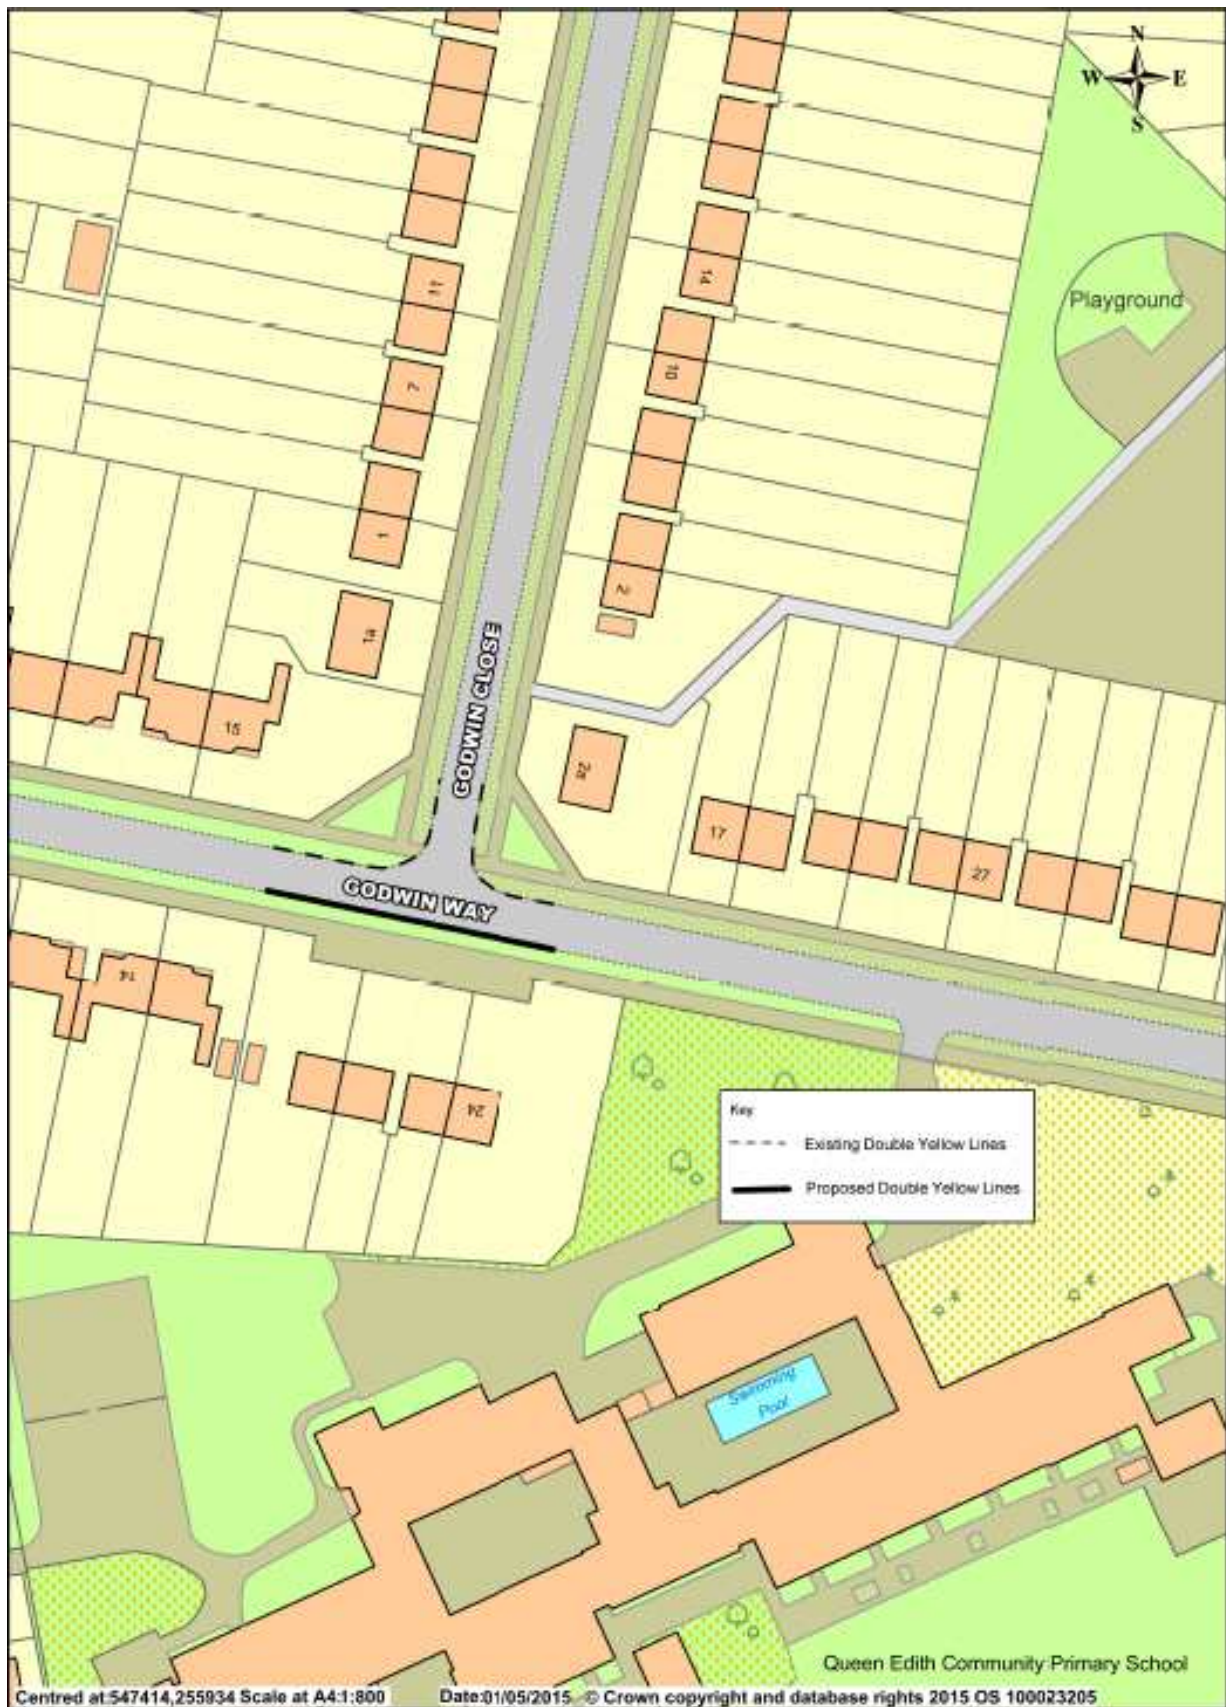 N
W E
S
Playground
11
14
7
10
1
2
1a
GODWIN CLOSE
15
2a
17
27
GODWIN WAY
14
24
Key
Existing Double Yellow Lines
Proposed Double Yellow Lines
Swimming
Pool
Queen Edith Community Primary School
Centred at:547414,255934 Scale at A4:1:800 Date:01/05/2015 © Crown copyright and database rights 2015 OS 100023205